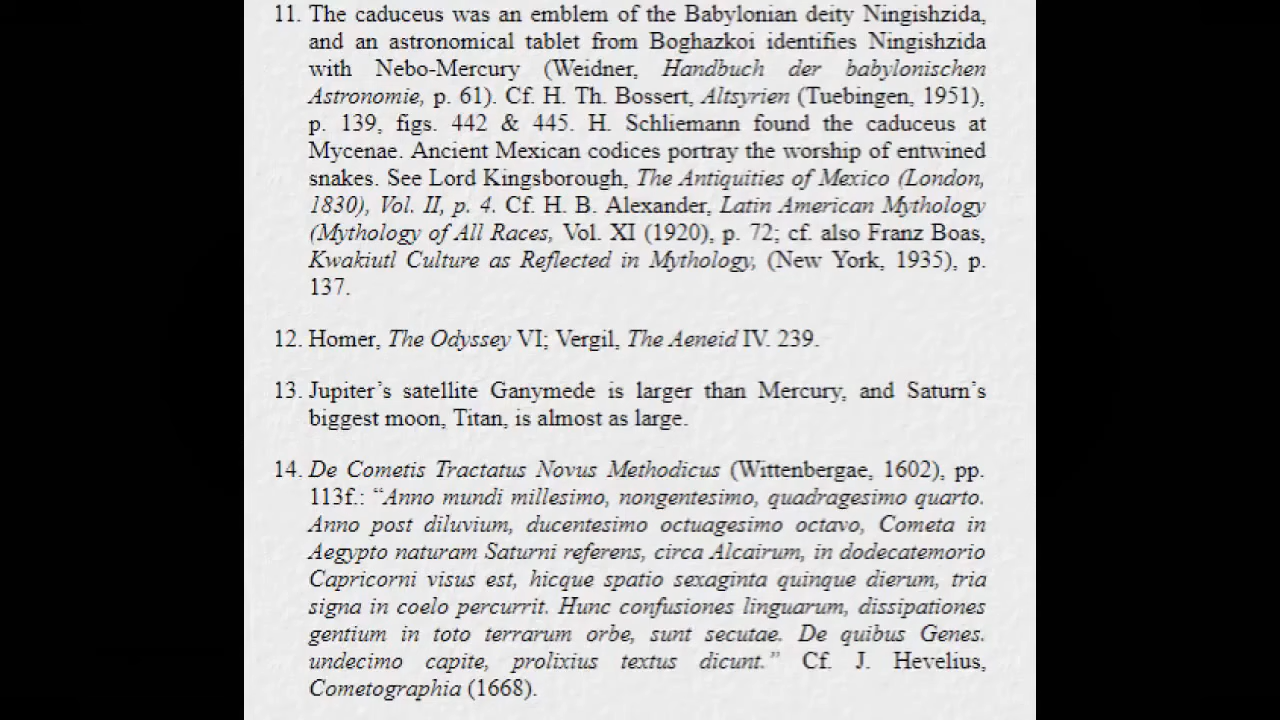 11. The caduceus was an emblem of the Babylonian deity Ningishzida,
and an astronomical tablet from Boghazkoi identifies Ningishzida
with Nebo-Mercury (Weidner, Handbuch der babylonischen
Astronomie, p. 61). Cf. H. Th. Bossert, Altsyrien (Tuebingen, 1951),
p. 139, figs. 442 & 445. H. Schliemann found the caduceus at
Mycenae. Ancient Mexican codices portray the worship of entwined
snakes. See Lord Kingsborough, The Antiquities of Mexico (London,
1830), Vol. II, p. 4. Cf. H. B. Alexander, Latin American Mythology
(Mythology of All Races, Vol. XI (1920), p. 72; cf. also Franz Boas,
Kwakiutl Culture as Reflected in Mythology, (New York, 1935), p.
137.
12. Homer, The Odyssey VI; Vergil, The Aeneid IV. 239.
13. Jupiter’s satellite Ganymede is larger than Mercury, and Saturn’s
biggest moon, Titan, is almost as large.
14. De Cometis Tractatus Novus Methodicus (Wittenbergae, 1602), pp.
113f.: “Anno mundi millesimo, nongentesimo, quadragesimo quarto.
Anno post diluvium, ducentesimo octuagesimo octavo, Cometa in
Aegypto naturam Saturni referens, circa Alcairum, in dodecatemorio
Capricorni visus est, hicque spatio sexaginta quinque dierum, tria
signa in coelo percurrit. Hunc confusiones linguarum, dissipationes
gentium in toto terrarum orbe, sunt secutae. De quibus Genes.
undecimo capite, prolixius textus dicunt.” Cf. J. Hevelius,
Cometographia (1668).